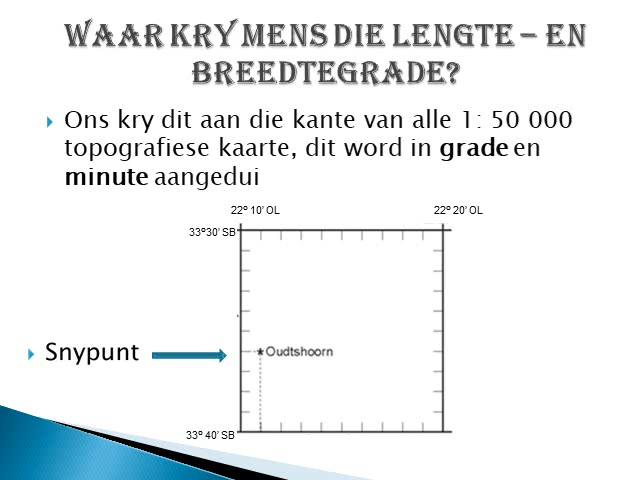 WAAR KRY MENS DIE LENGTE – EN
BREEDTEGRADE?
Ons kry dit aan die kante van alle 1: 50 000
topografiese kaarte, dit word in grade en
minute aangedui
22º 10' OL 22º 20' OL
33º30' SB
Snypunt
Oudtshoorn
33º 40' SB